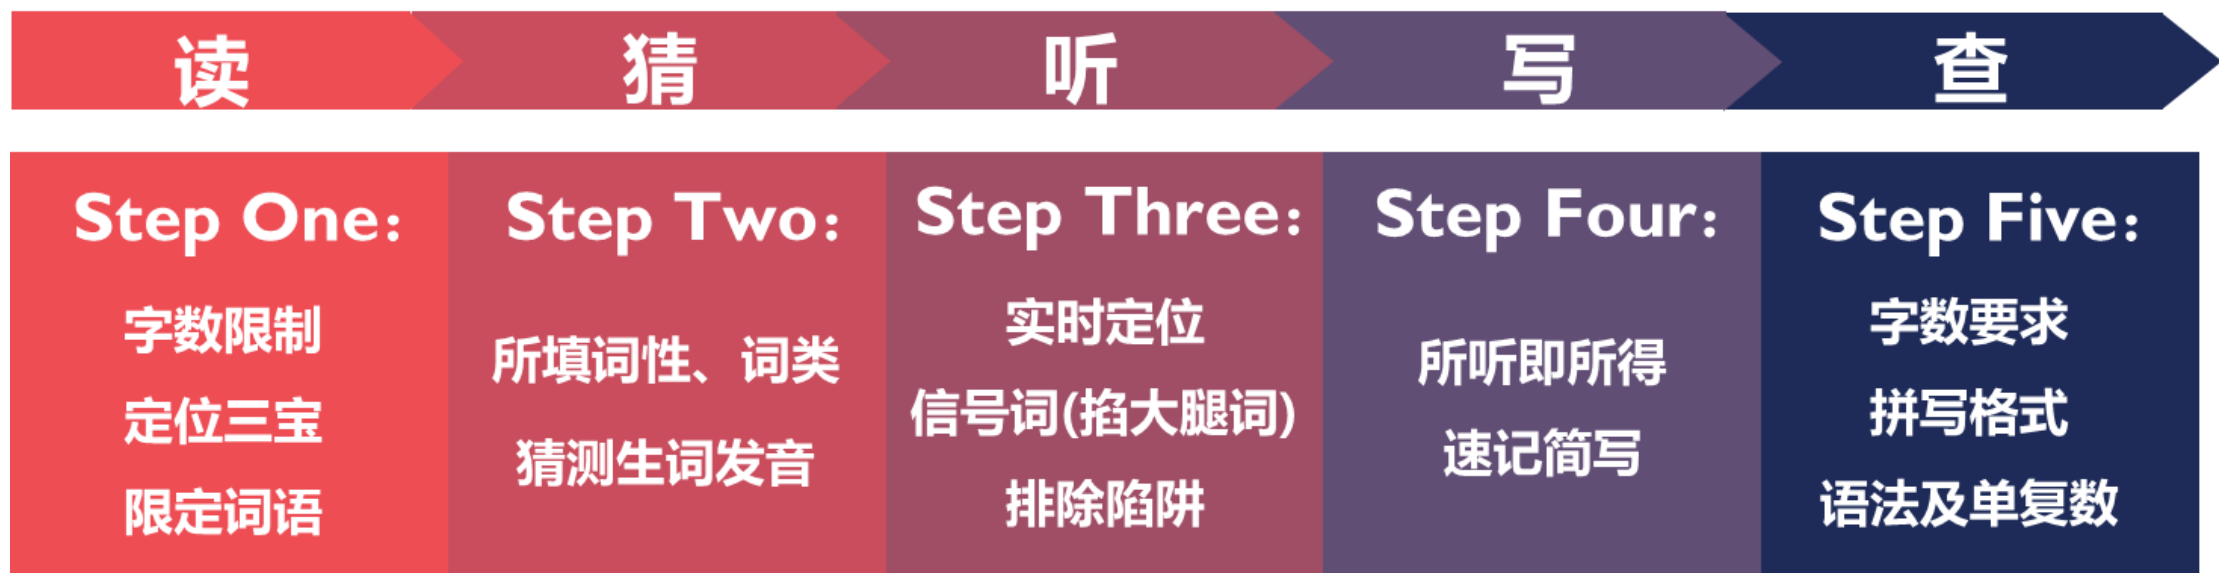 读
猜
听
写
查
Step One：
字数限制
定位三宝
限定词语
Step Two：
所填词性、词类
猜测生词发音
Step Three：
实时定位
信号词(掐大腿词)
排除陷阱
Step Four：
所听即所得
速记简写
Step Five：
字数要求
拼写格式
语法及单复数